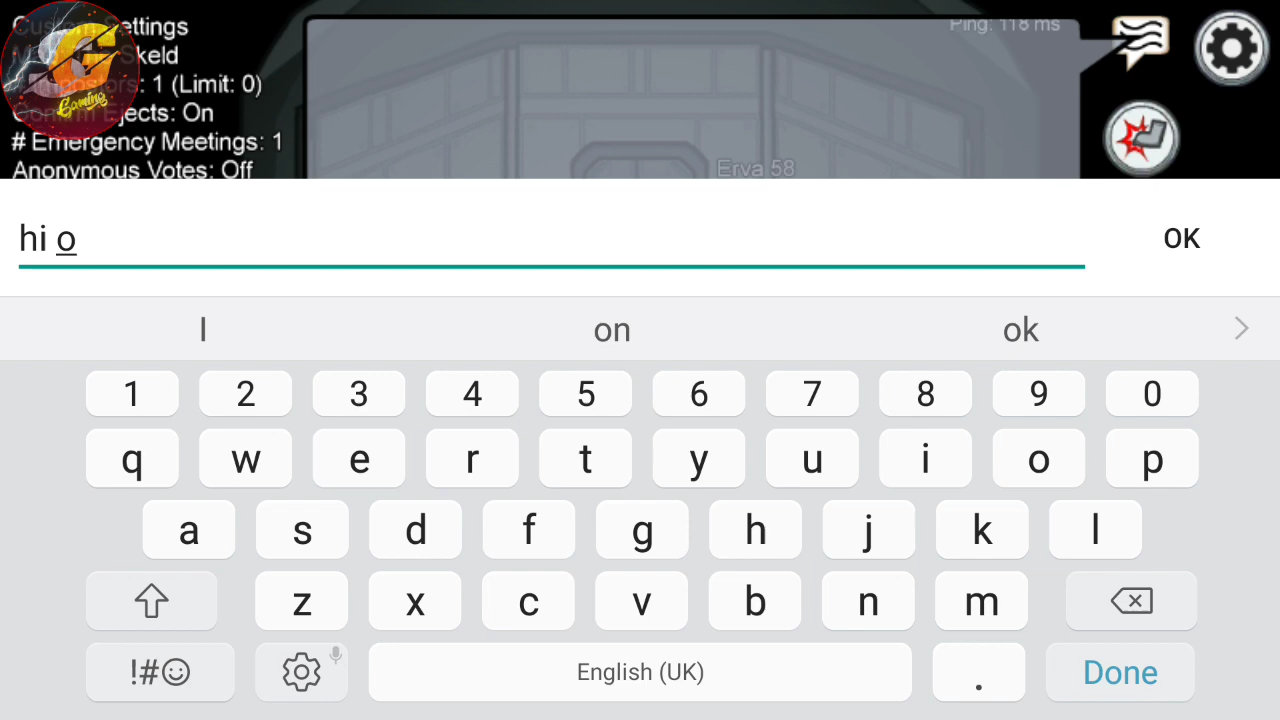 Custom Settings
Skeld
Impostors: 1 (Limit: 0)
Confirm Ejects: On
# Emergency Meetings: 1
Anonymous Votes: Off
Gaming
Ping: 118 ms
Erva 58
hi o
OK
I on ok
1 2 3 4 5 6 7 8 9 0
q w e r t y u i o p
a s d f g h j k l
z x c v b n m
!#
English (UK)
.
Done